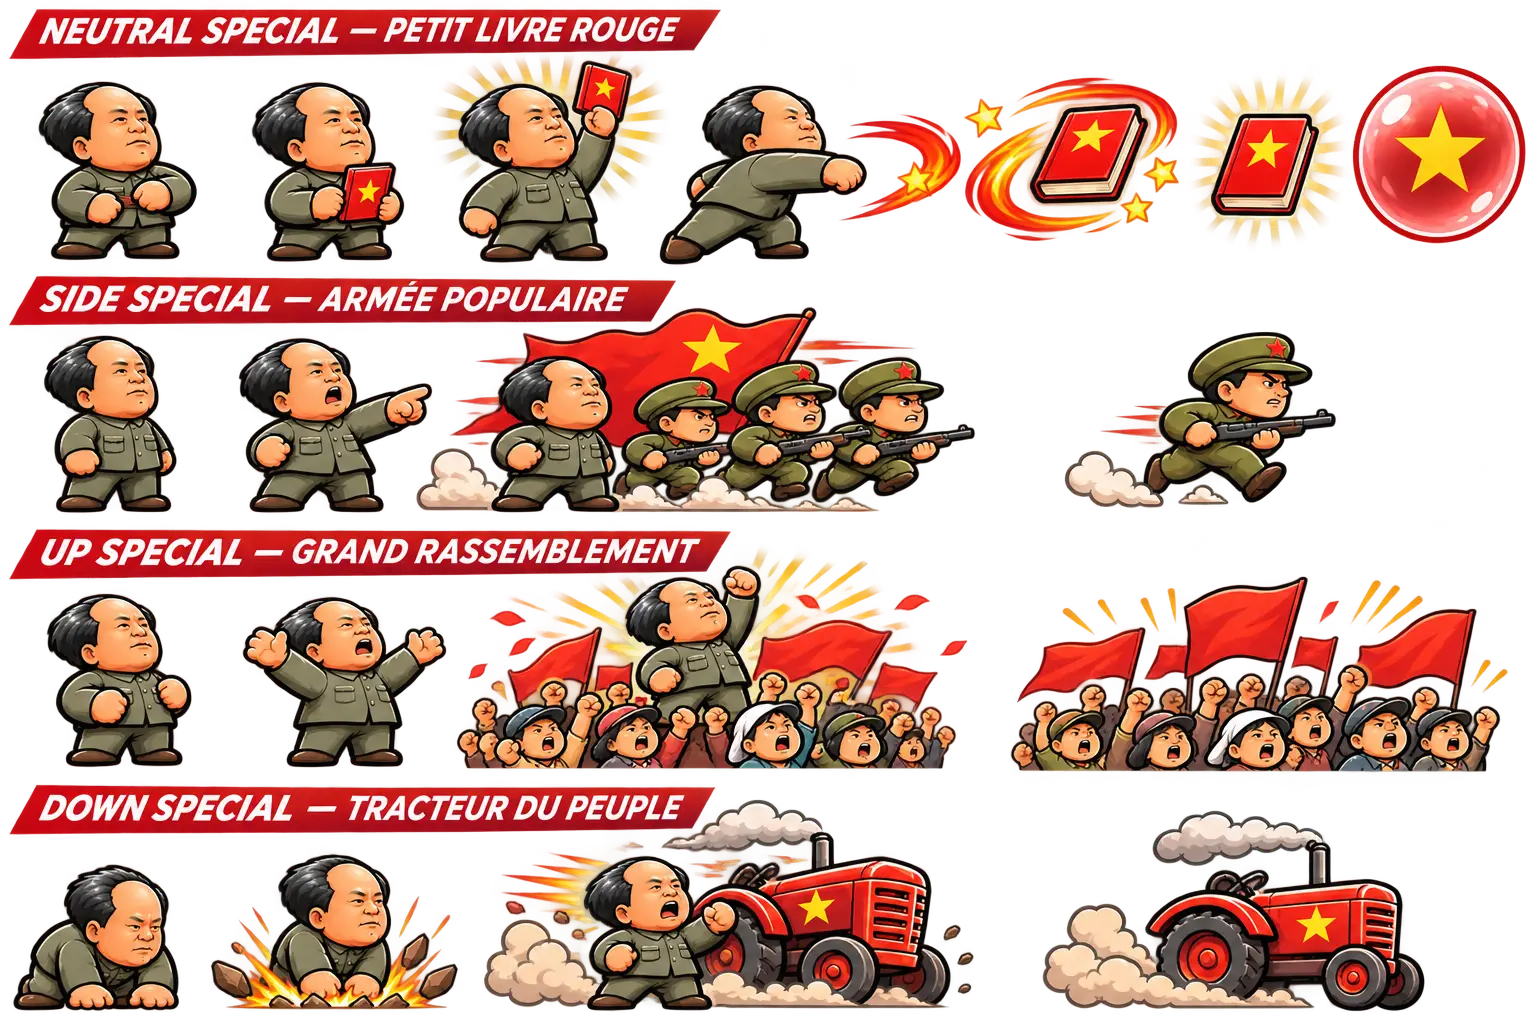 NEUTRAL SPECIAL — PETIT LIVRE ROUGE
SIDE SPECIAL — ARMÉE POPULAIRE
UP SPECIAL — GRAND RASSEMBLEMENT
DOWN SPECIAL — TRACTEUR DU PEUPLE